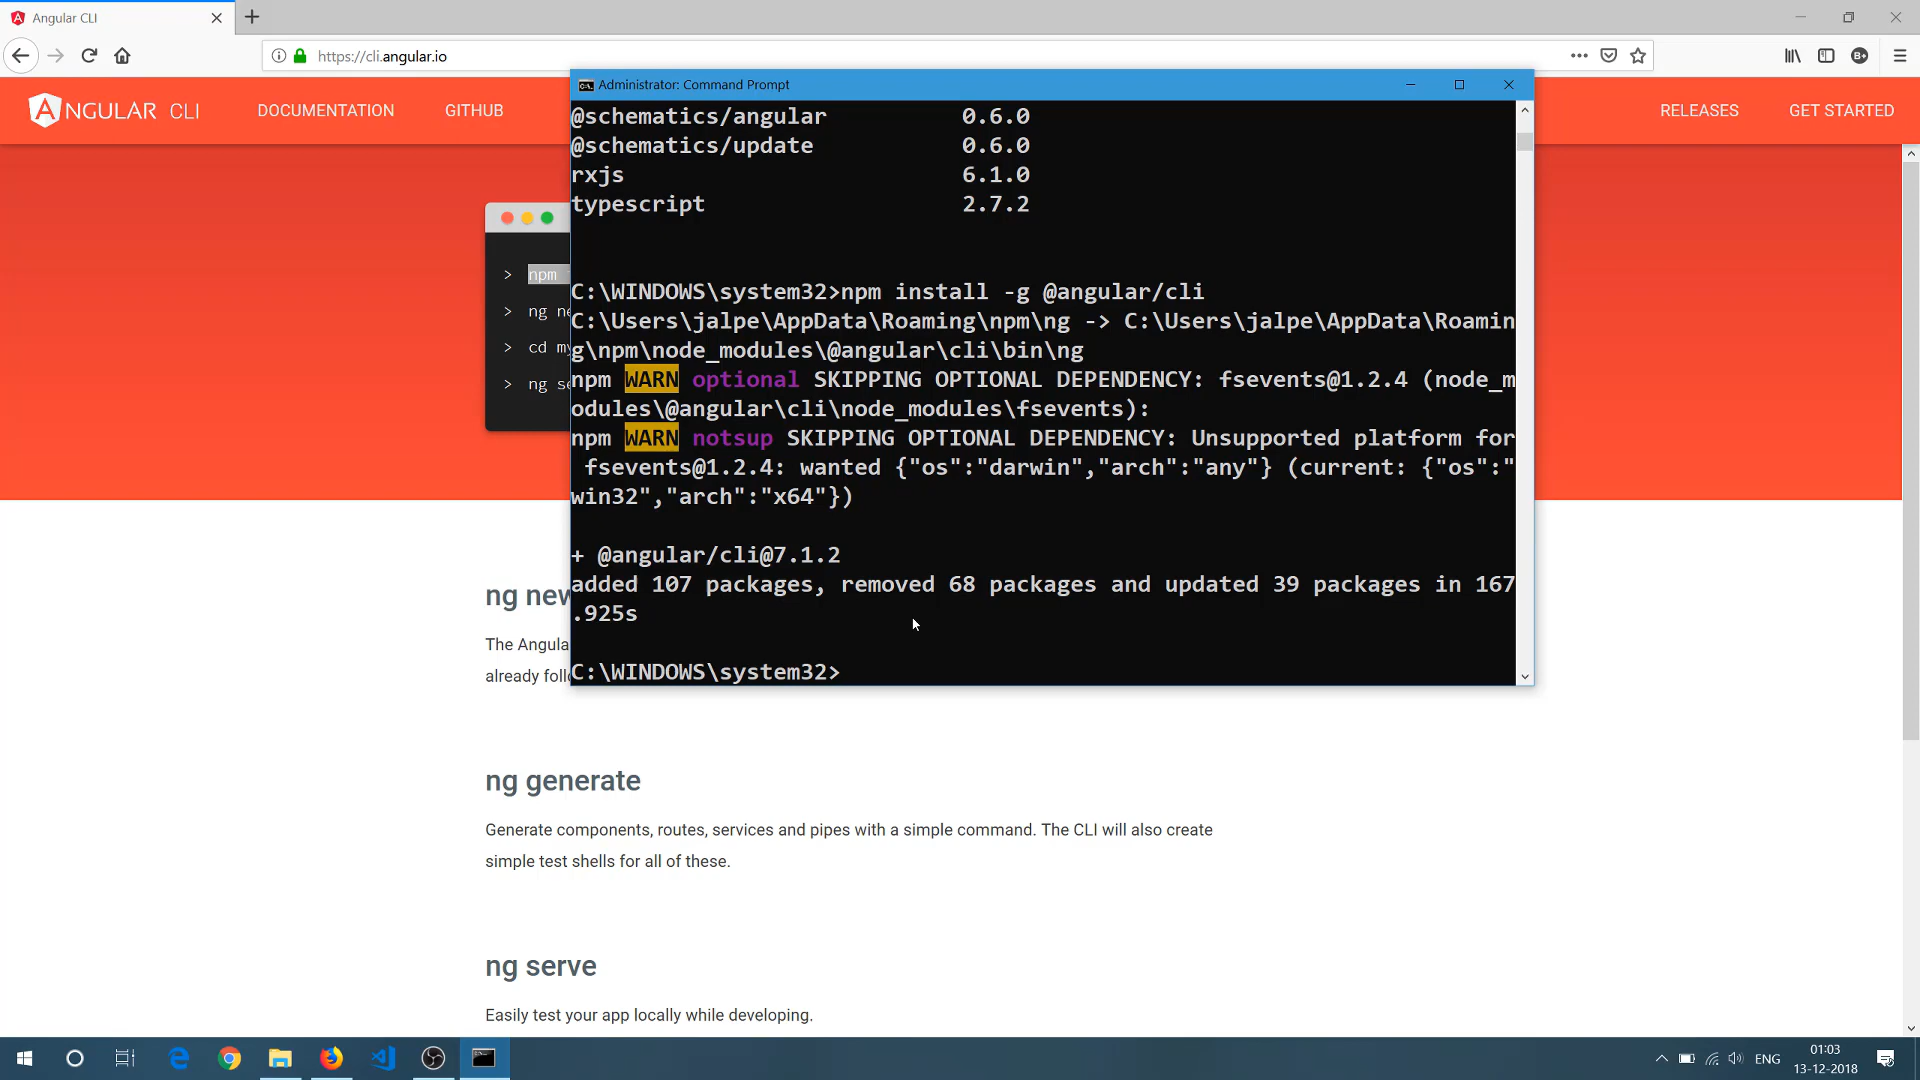 Angular CLI
https://cli.angular.io
ANGULAR CLI
DOCUMENTATION
GITHUB
RELEASES
GET STARTED
Administrator: Command Prompt
@schematics/angular 0.6.0
@schematics/update 0.6.0
rxjs 6.1.0
typescript 2.7.2
C:\WINDOWS\system32>npm install -g @angular/cli
C:\Users\jalpe\AppData\Roaming\npm\ng -> C:\Users\jalpe\AppData\Roamin
g\npm\node_modules\@angular\cli\bin\ng
npm WARN optional SKIPPING OPTIONAL DEPENDENCY: fsevents@1.2.4 (node_m
odules\@angular\cli\node_modules\fsevents):
npm WARN notsup SKIPPING OPTIONAL DEPENDENCY: Unsupported platform for
fsevents@1.2.4: wanted {"os":"darwin","arch":"any"} (current: {"os":"
win32","arch":"x64"})
+ @angular/cli@7.1.2
added 107 packages, removed 68 packages and updated 39 packages in 167
.925s
C:\WINDOWS\system32>
> npm
> ng ne
> cd my
> ng se
ng new
The Angula
already foll
ng generate
Generate components, routes, services and pipes with a simple command. The CLI will also create
simple test shells for all of these.
ng serve
Easily test your app locally while developing.
ENG
01:03
13-12-2018